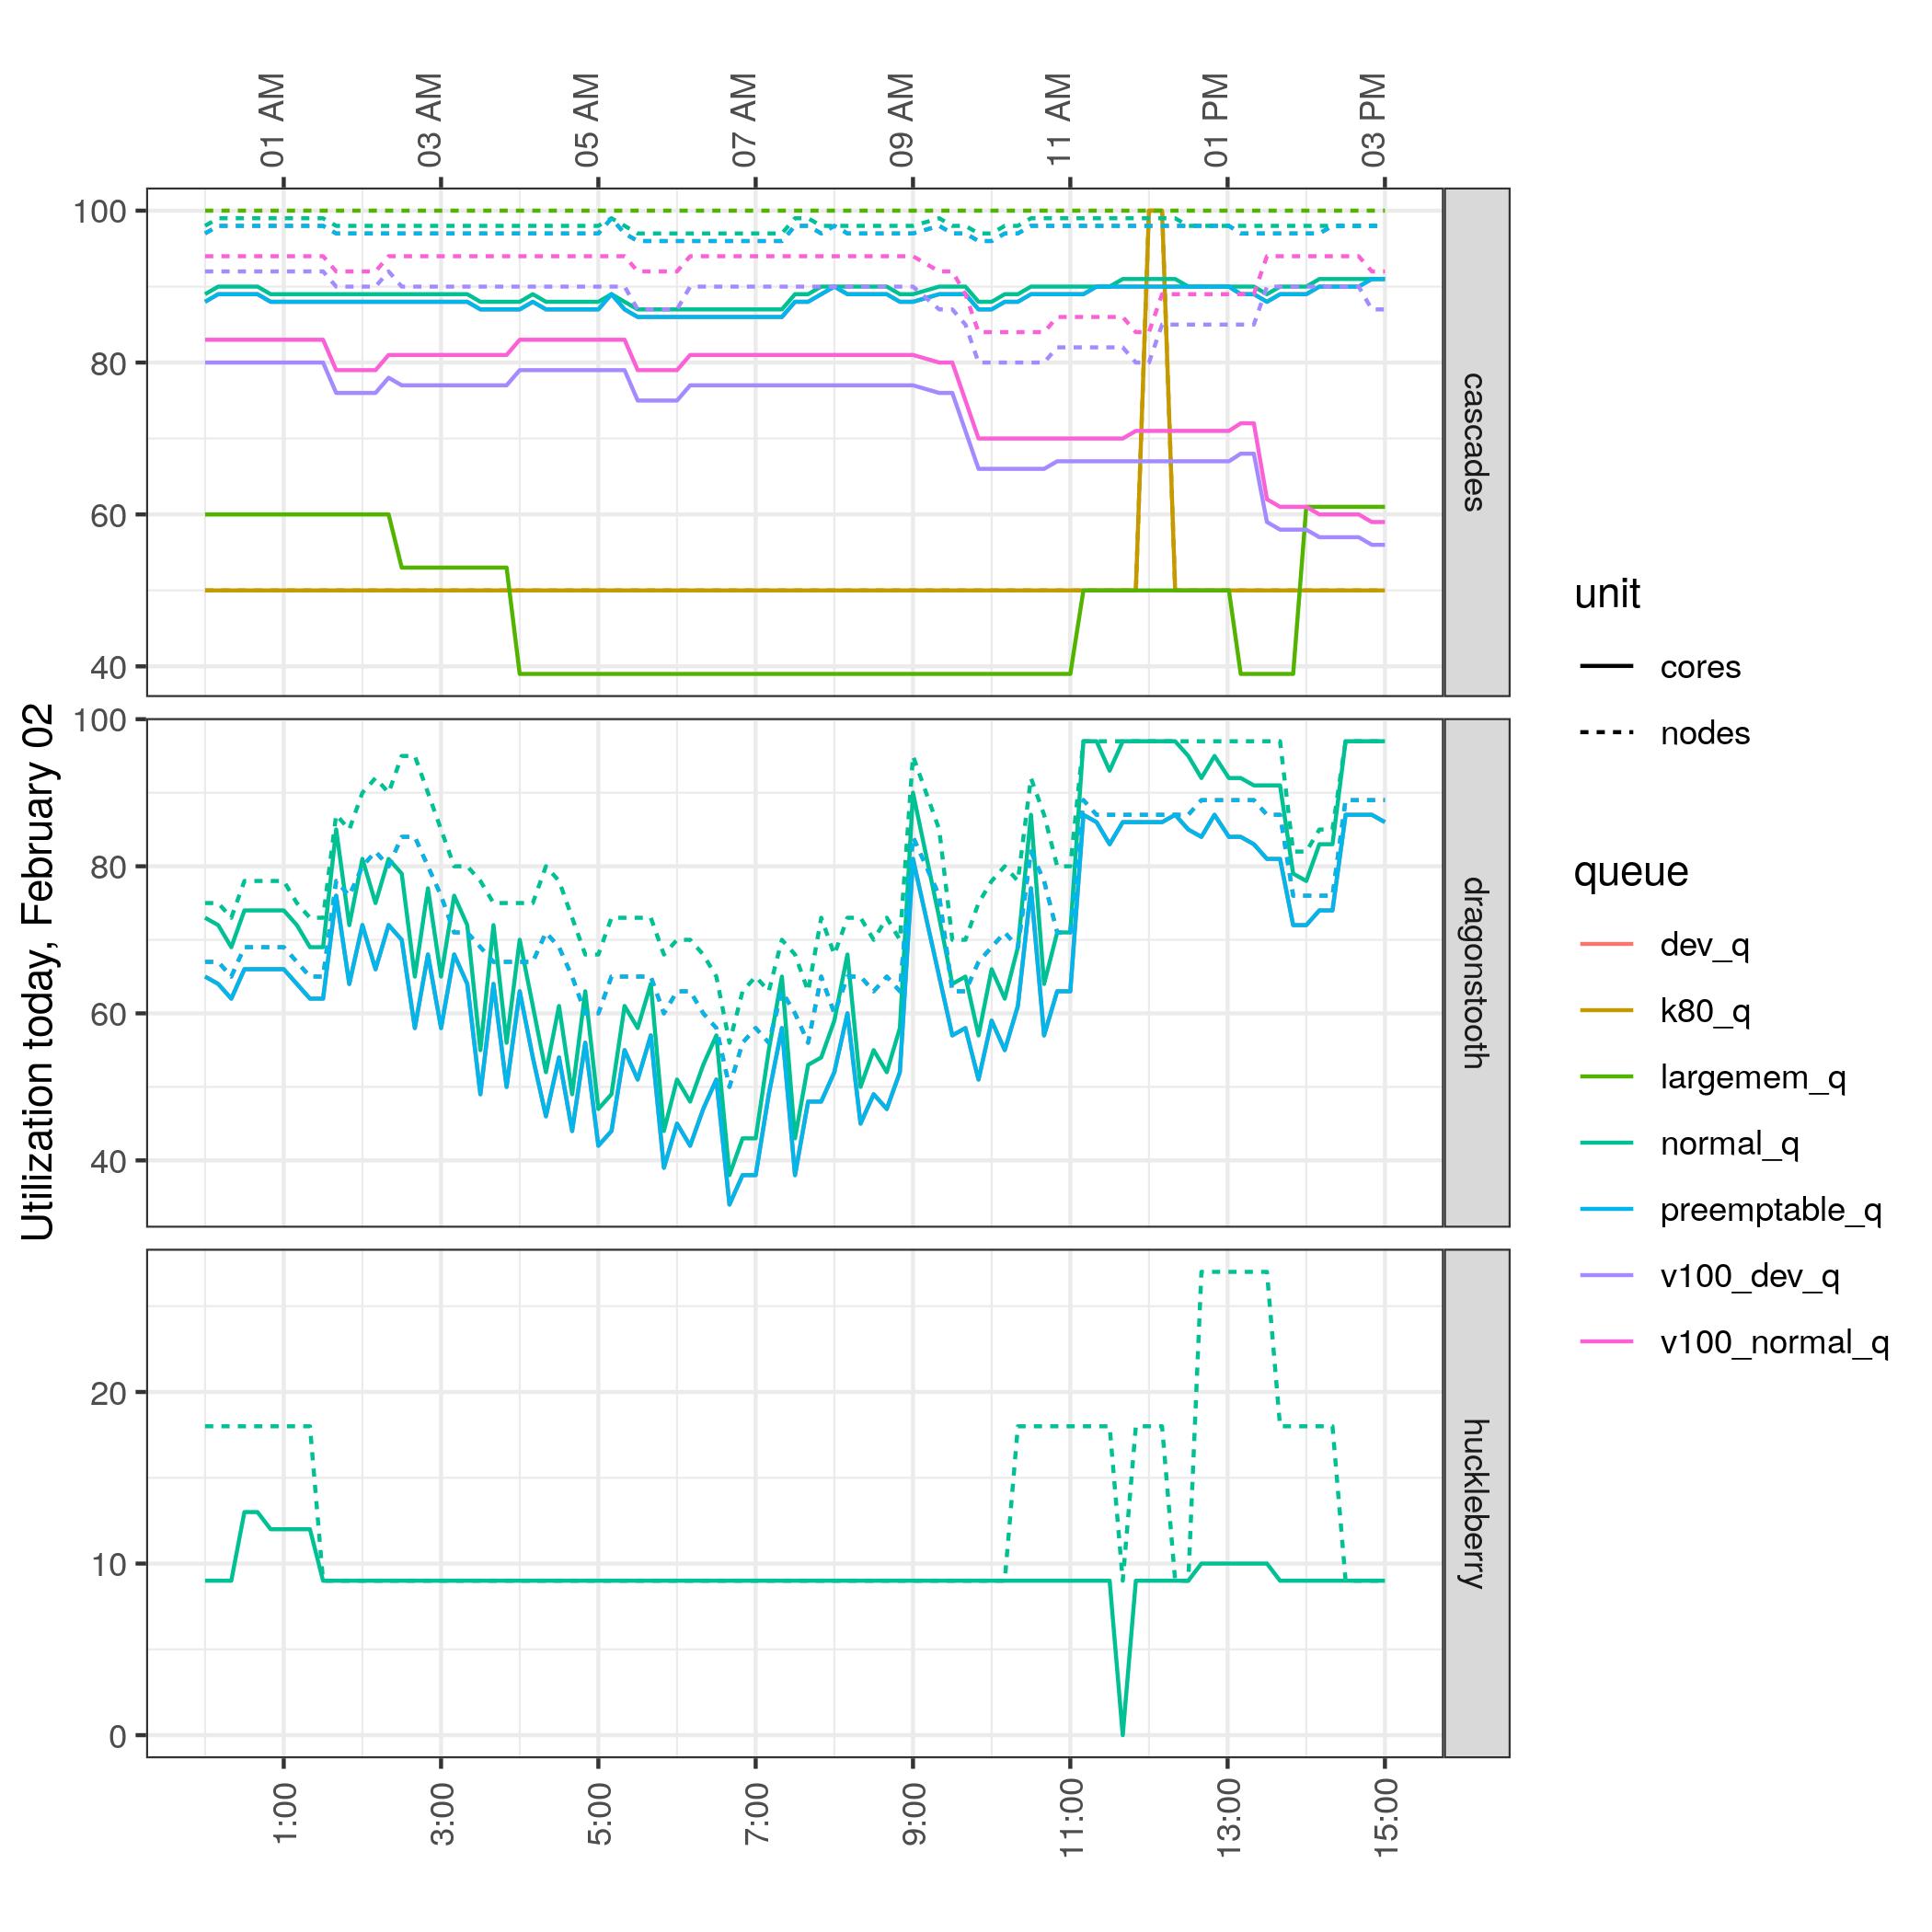 01 AM
03 AM
05 AM
07 AM
09 AM
11 AM
01 PM
03 PM
100
80
60
40
cascades
Utilization today, February 02
100
80
60
40
dragonstooth
20
10
0
huckleberry
1:00
3:00
5:00
7:00
9:00
11:00
13:00
15:00
unit
cores
nodes
queue
dev_q
k80_q
largemem_q
normal_q
preemptable_q
v100_dev_q
v100_normal_q